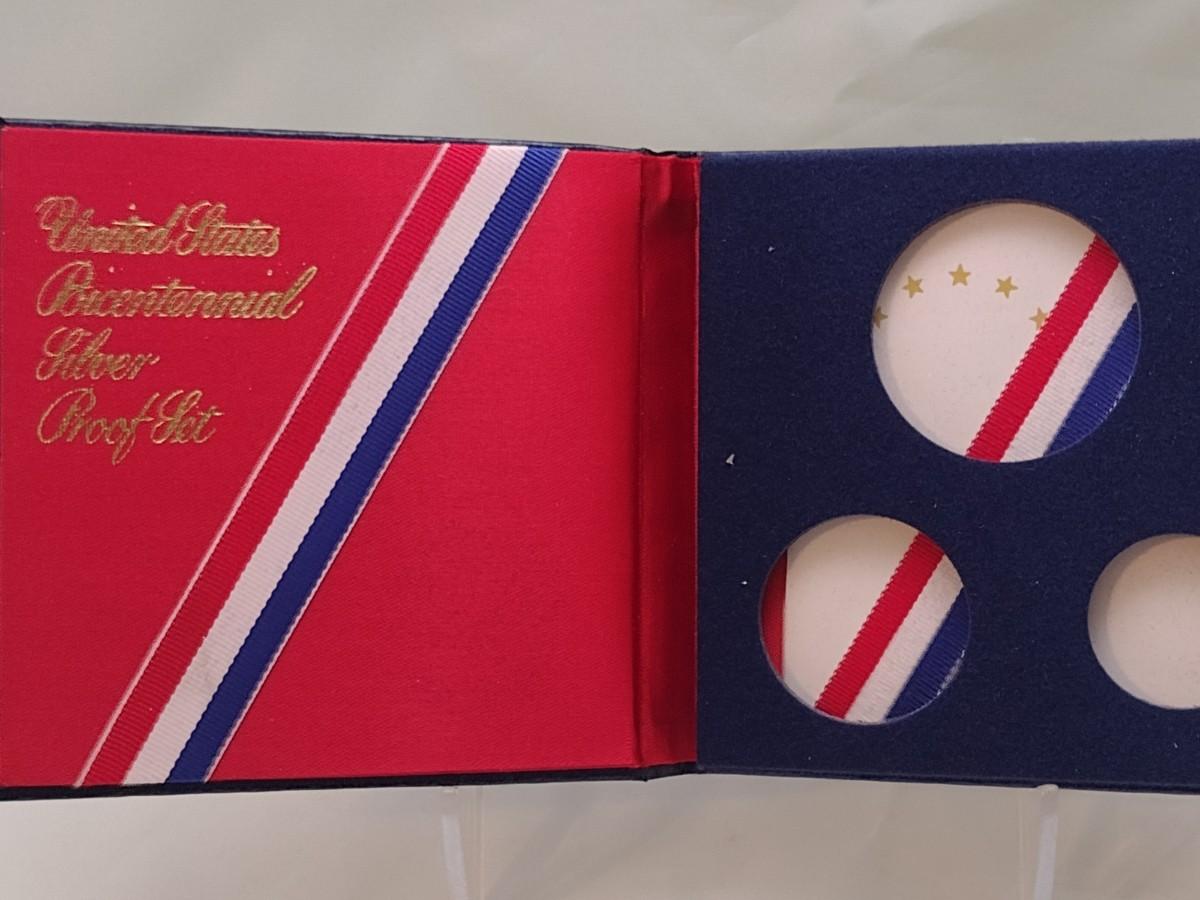 United States
Bicentennial
Silver
Proof Set